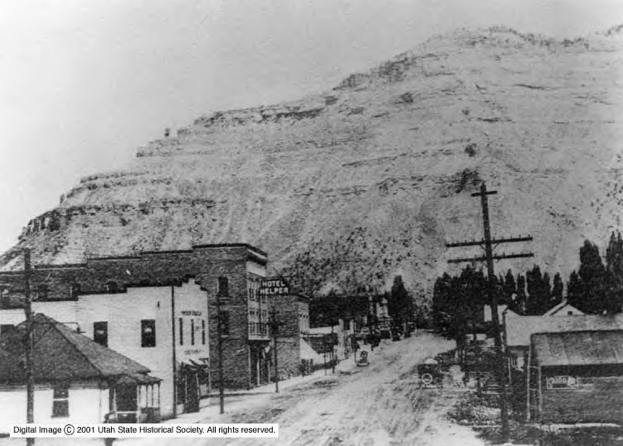 HOTEL
HELPER
Digital Image © 2001 Utah State Historical Society. All rights reserved.